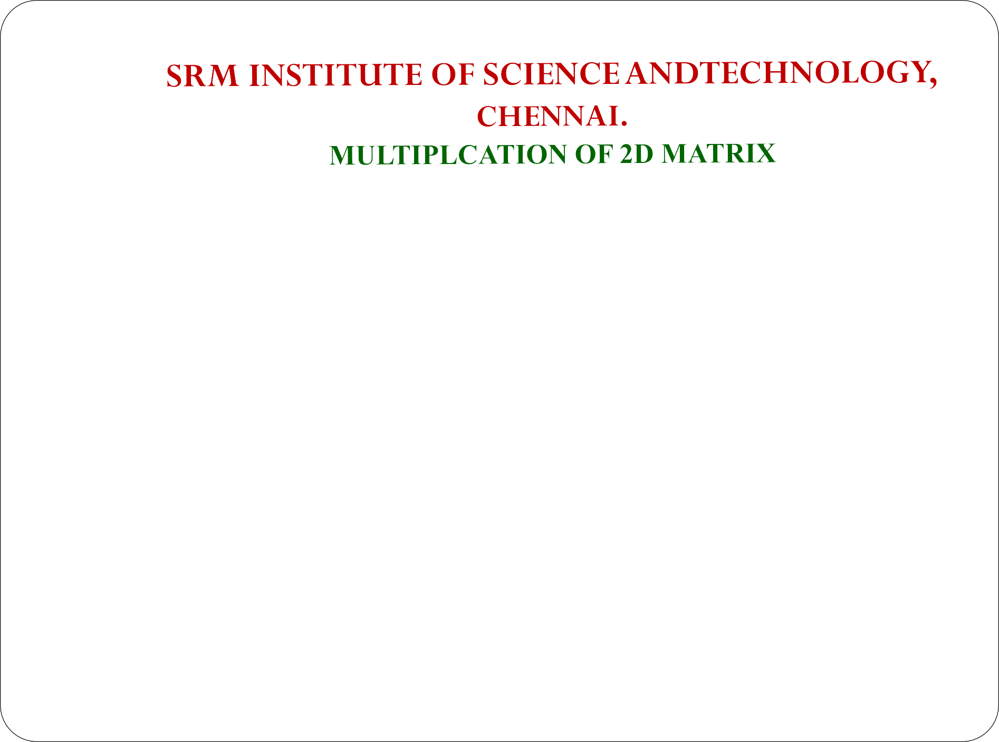 SRM INSTITUTE OF SCIENCE ANDTECHNOLOGY,
CHENNAI.
MULTIPLCATION OF 2D MATRIX